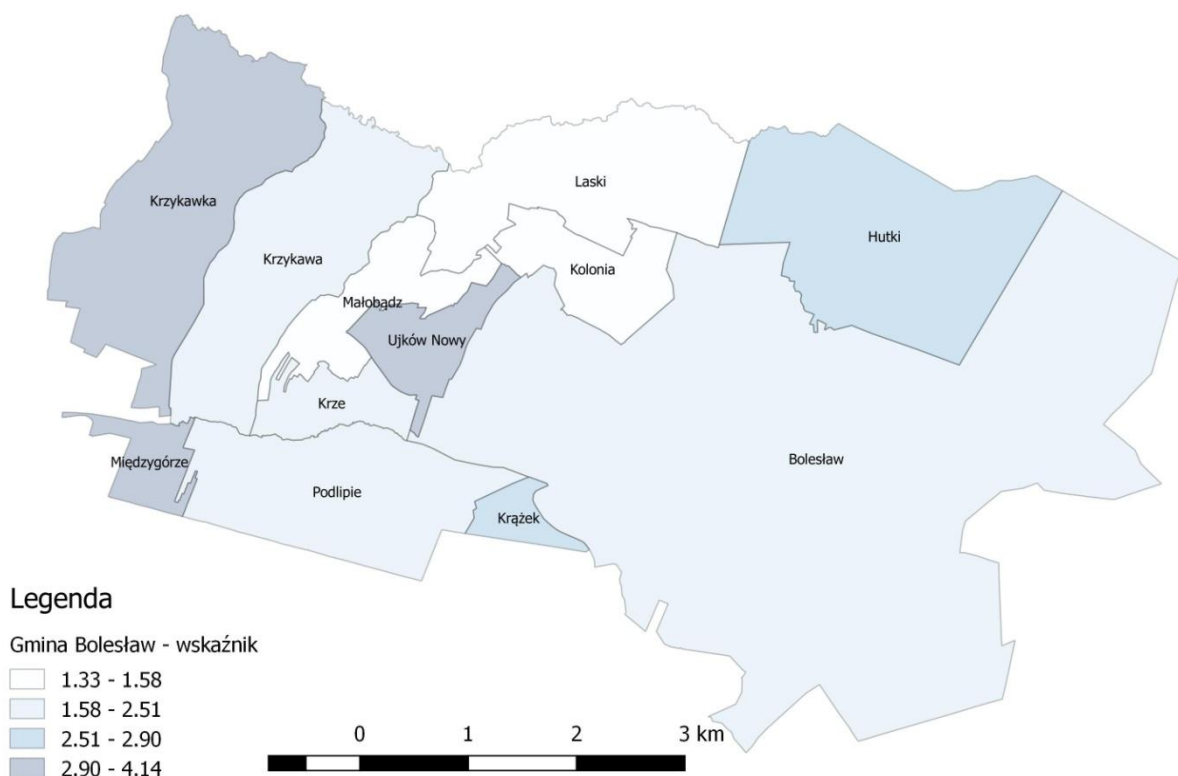 Krzykawka
Laski
Hutki
Krzykawa
Kolonia
Małobądz
Ujków Nowy
Krze
Międzygórze
Bolesław
Podlipie
Krążek
Legenda
Gmina Bolesław - wskaźnik
1.33 - 1.58
1.58 - 2.51
2.51 - 2.90
2.90 - 4.14
0 1 2 3 km